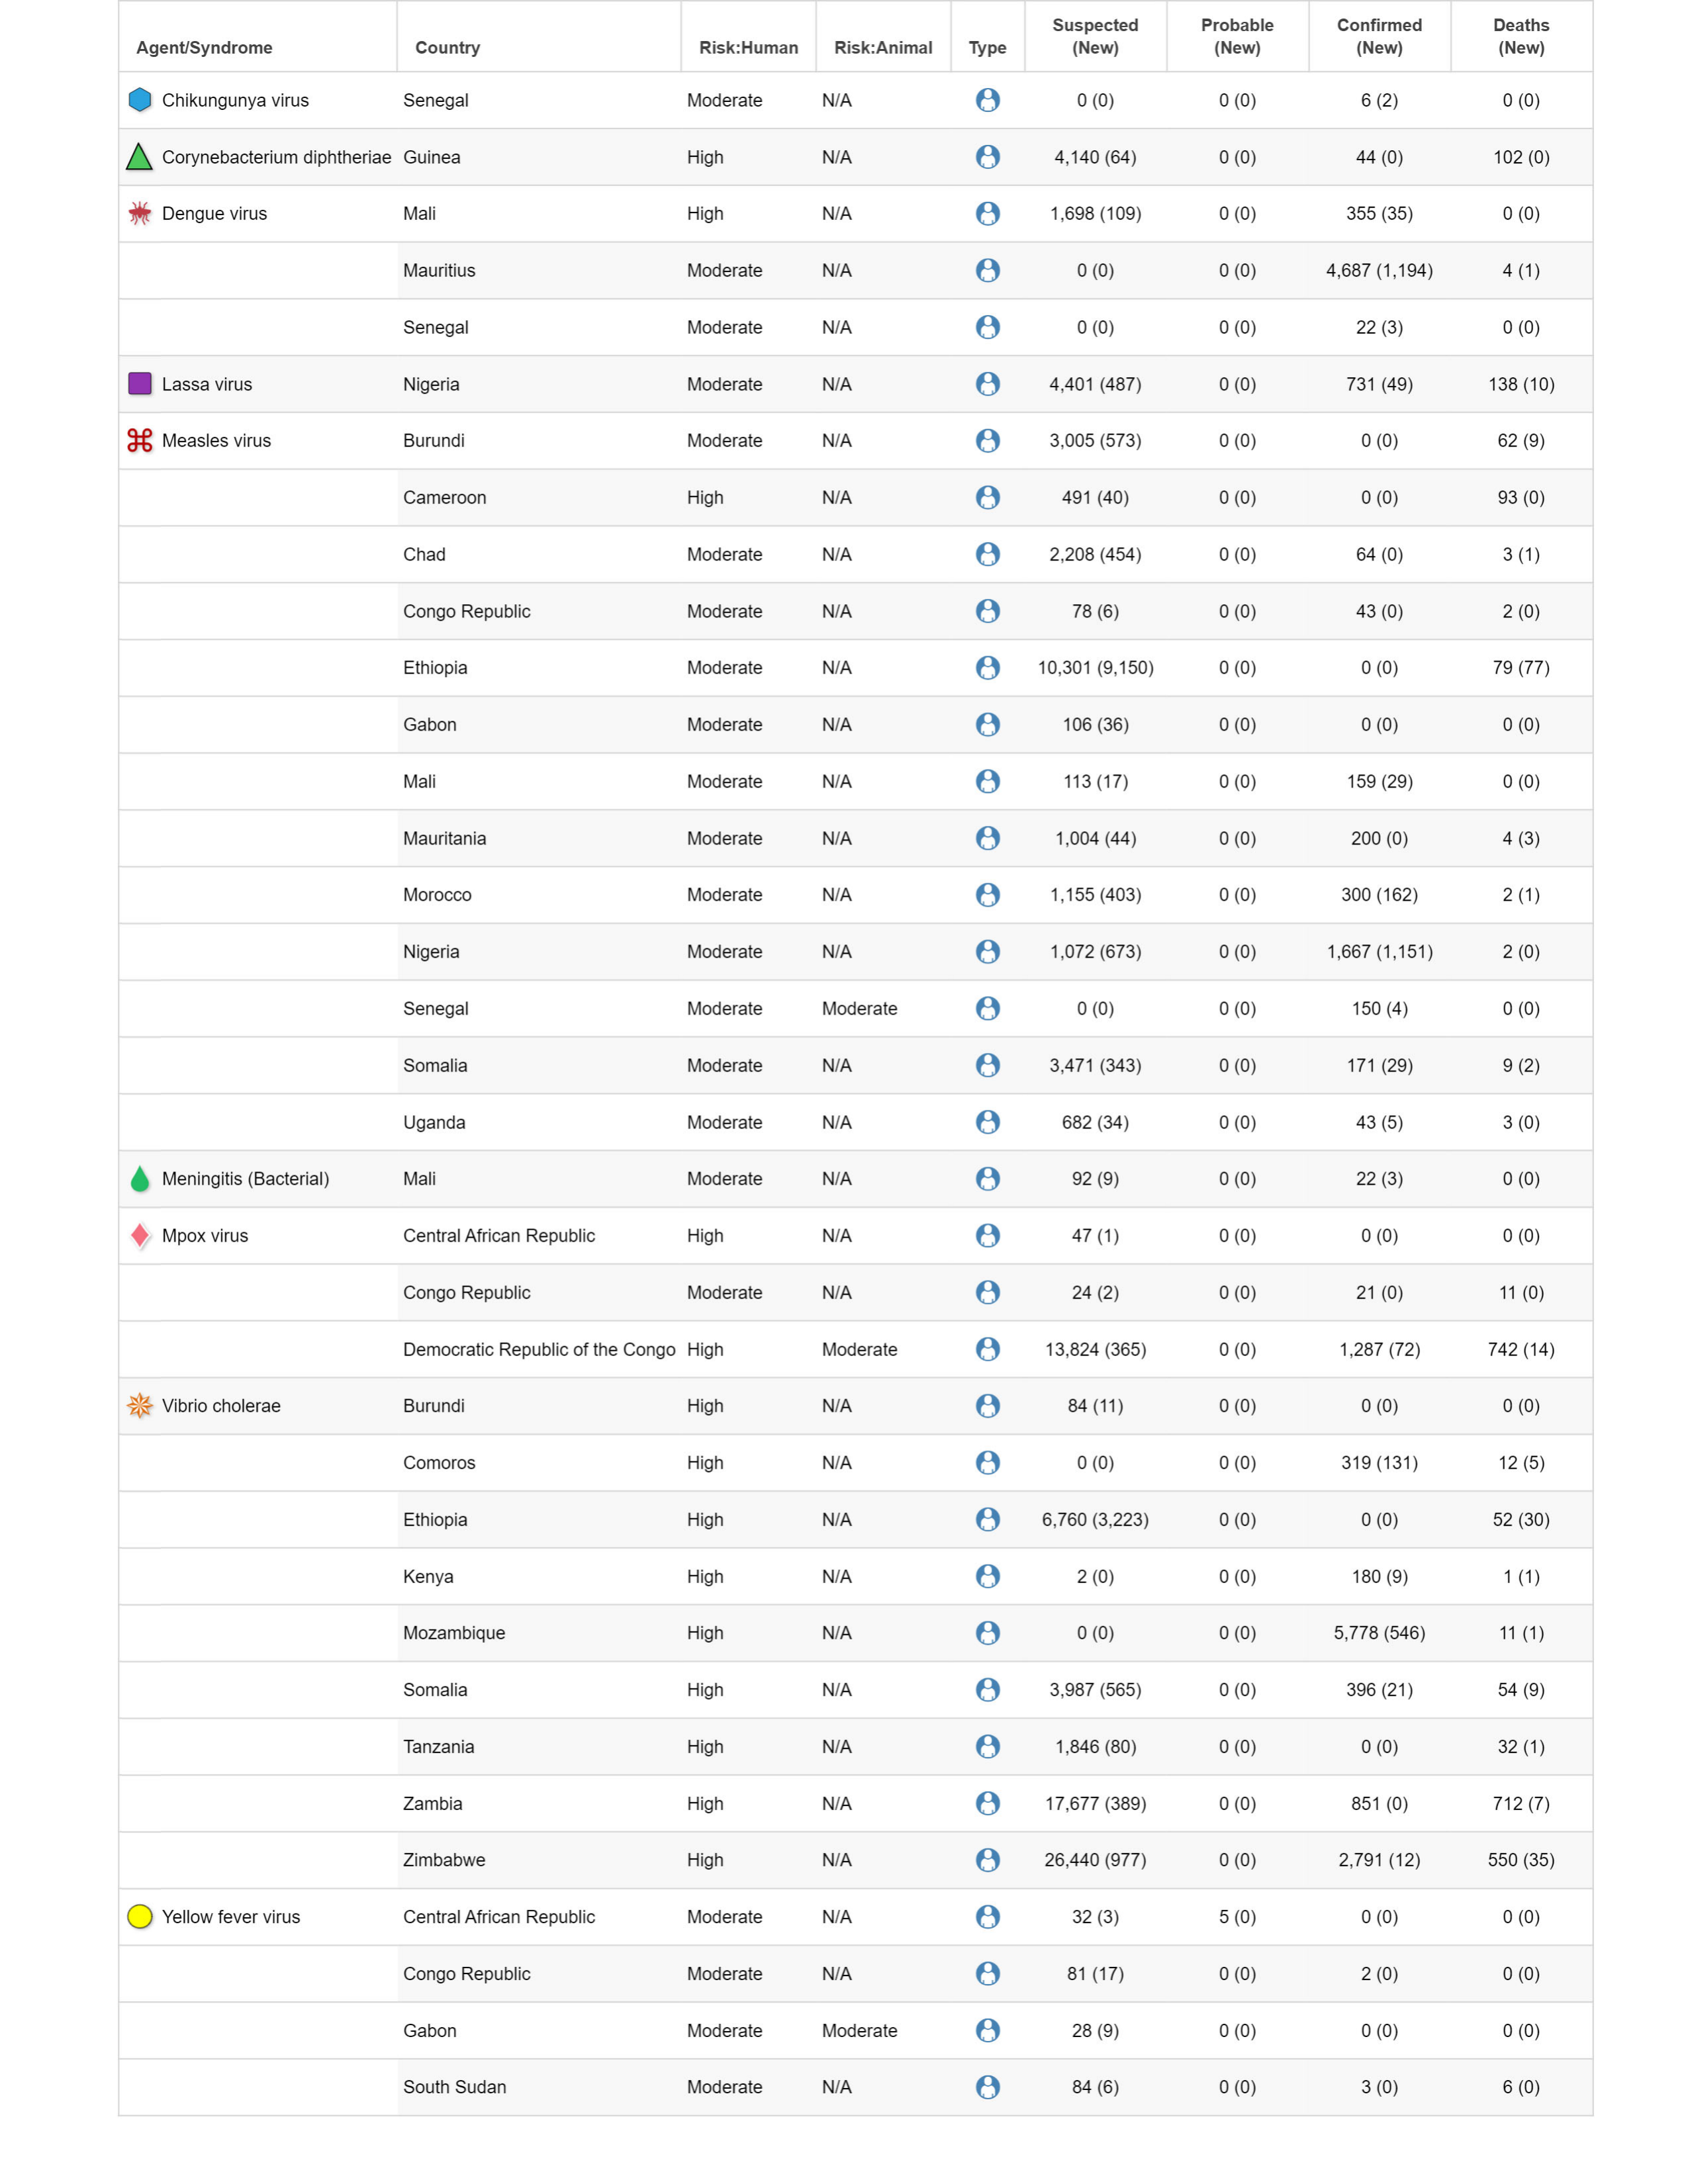 Agent/Syndrome Country Risk:Human Risk:Animal Type Suspected (New) Probable (New) Confirmed (New) Deaths (New)
Chikungunya virus Senegal Moderate N/A 0 (0) 0 (0) 6 (2) 0 (0)
Corynebacterium diphtheriae Guinea High N/A 4,140 (64) 0 (0) 44 (0) 102 (0)
Dengue virus Mali High N/A 1,698 (109) 0 (0) 355 (35) 0 (0)
Mauritius Moderate N/A 0 (0) 0 (0) 4,687 (1,194) 4 (1)
Senegal Moderate N/A 0 (0) 0 (0) 22 (3) 0 (0)
Lassa virus Nigeria Moderate N/A 4,401 (487) 0 (0) 731 (49) 138 (10)
Measles virus Burundi Moderate N/A 3,005 (573) 0 (0) 0 (0) 62 (9)
Cameroon High N/A 491 (40) 0 (0) 0 (0) 93 (0)
Chad Moderate N/A 2,208 (454) 0 (0) 64 (0) 3 (1)
Congo Republic Moderate N/A 78 (6) 0 (0) 43 (0) 2 (0)
Ethiopia Moderate N/A 10,301 (9,150) 0 (0) 0 (0) 79 (77)
Gabon Moderate N/A 106 (36) 0 (0) 0 (0) 0 (0)
Mali Moderate N/A 113 (17) 0 (0) 159 (29) 0 (0)
Mauritania Moderate N/A 1,004 (44) 0 (0) 200 (0) 4 (3)
Morocco Moderate N/A 1,155 (403) 0 (0) 300 (162) 2 (1)
Nigeria Moderate N/A 1,072 (673) 0 (0) 1,667 (1,151) 2 (0)
Senegal Moderate Moderate 0 (0) 0 (0) 150 (4) 0 (0)
Somalia Moderate N/A 3,471 (343) 0 (0) 171 (29) 9 (2)
Uganda Moderate N/A 682 (34) 0 (0) 43 (5) 3 (0)
Meningitis (Bacterial) Mali Moderate N/A 92 (9) 0 (0) 22 (3) 0 (0)
Mpox virus Central African Republic High N/A 47 (1) 0 (0) 0 (0) 0 (0)
Congo Republic Moderate N/A 24 (2) 0 (0) 21 (0) 11 (0)
Democratic Republic of the Congo High Moderate 13,824 (365) 0 (0) 1,287 (72) 742 (14)
Vibrio cholerae Burundi High N/A 84 (11) 0 (0) 0 (0) 0 (0)
Comoros High N/A 0 (0) 0 (0) 319 (131) 12 (5)
Ethiopia High N/A 6,760 (3,223) 0 (0) 0 (0) 52 (30)
Kenya High N/A 2 (0) 0 (0) 180 (9) 1 (1)
Mozambique High N/A 0 (0) 0 (0) 5,778 (546) 11 (1)
Somalia High N/A 3,987 (565) 0 (0) 396 (21) 54 (9)
Tanzania High N/A 1,846 (80) 0 (0) 0 (0) 32 (1)
Zambia High N/A 17,677 (389) 0 (0) 851 (0) 712 (7)
Zimbabwe High N/A 26,440 (977) 0 (0) 2,791 (12) 550 (35)
Yellow fever virus Central African Republic Moderate N/A 32 (3) 5 (0) 0 (0) 0 (0)
Congo Republic Moderate N/A 81 (17) 0 (0) 2 (0) 0 (0)
Gabon Moderate Moderate 28 (9) 0 (0) 0 (0) 0 (0)
South Sudan Moderate N/A 84 (6) 0 (0) 3 (0) 6 (0)